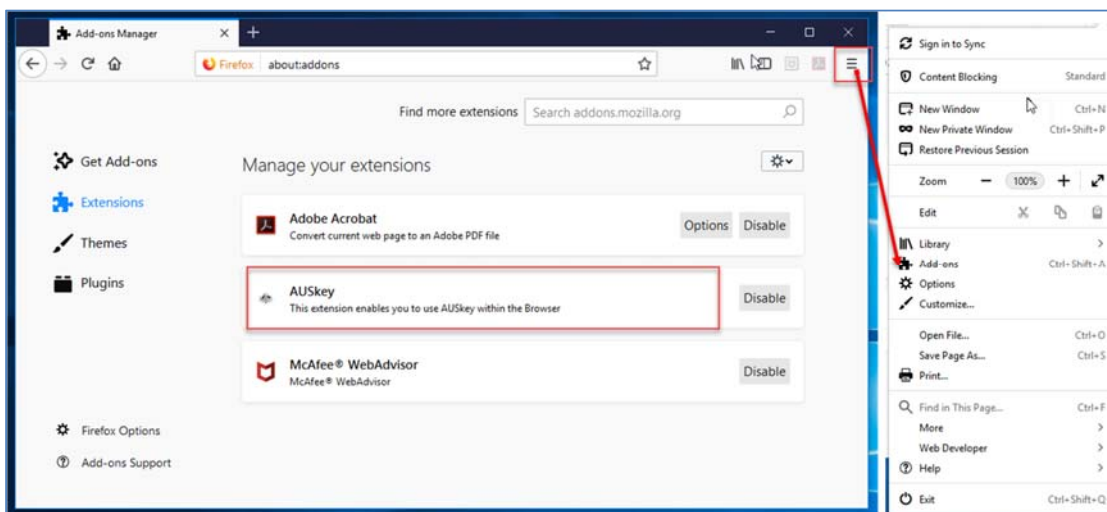 Add-ons Manager
Firefox about:addons
Find more extensions Search addons.mozilla.org
Get Add-ons
Extensions
Themes
Plugins
Firefox Options
Add-ons Support
Manage your extensions
Adobe Acrobat
Convert current web page to an Adobe PDF file
Options Disable
AUSkey
This extension enables you to use AUSkey within the Browser
Disable
McAfee® WebAdvisor
McAfee® WebAdvisor
Disable
Sign in to Sync
Content Blocking Standard
New Window Ctrl+N
New Private Window Ctrl+Shift+P
Restore Previous Session
Zoom 100%
Edit
Library
Add-ons Ctrl+Shift+A
Options
Customize...
Open File... Ctrl+O
Save Page As... Ctrl+S
Print...
Find in This Page... Ctrl+F
More
Web Developer
Help
Exit Ctrl+Shift+Q